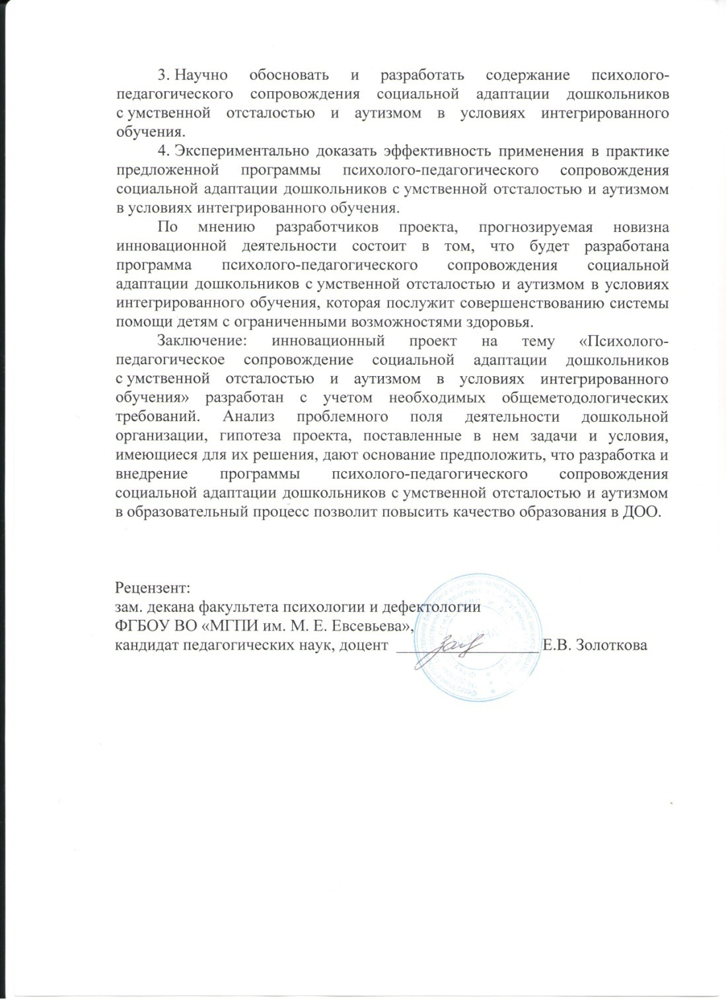 3. Научно обосновать и разработать содержание психолого-
педагогического сопровождения социальной адаптации дошкольников
с умственной отсталостью и аутизмом в условиях интегрированного
обучения.
4. Экспериментально доказать эффективность применения в практике
предложенной программы психолого-педагогического сопровождения
социальной адаптации дошкольников с умственной отсталостью и аутизмом
в условиях интегрированного обучения.
По мнению разработчиков проекта, прогнозируемая новизна
инновационной деятельности состоит в том, что будет разработана
программа психолого-педагогического сопровождения социальной
адаптации дошкольников с умственной отсталостью и аутизмом в условиях
интегрированного обучения, которая послужит совершенствованию системы
помощи детям с ограниченными возможностями здоровья.
Заключение: инновационный проект на тему «Психолого-
педагогическое сопровождение социальной адаптации дошкольников
с умственной отсталостью и аутизмом в условиях интегрированного
обучения» разработан с учетом необходимых общеметодологических
требований. Анализ проблемного поля деятельности дошкольной
организации, гипотеза проекта, поставленные в нем задачи и условия,
имеющиеся для их решения, дают основание предположить, что разработка и
внедрение программы психолого-педагогического сопровождения
социальной адаптации дошкольников с умственной отсталостью и аутизмом
в образовательный процесс позволит повысить качество образования в ДОО.
Рецензент:
зам. декана факультета психологии и дефектологии
ФГБОУ ВО «МГПИ им. М. Е. Евсевьева»,
кандидат педагогических наук, доцент Е.В. Золоткова